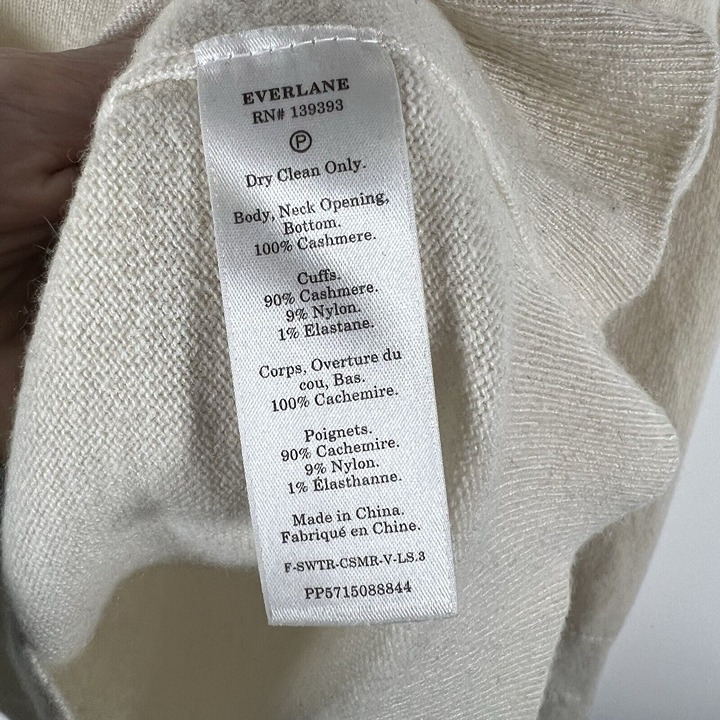 EVERLANE
RN# 139393
P
Dry Clean Only.
Body, Neck Opening,
Bottom.
100% Cashmere.
Cuffs.
90% Cashmere.
9% Nylon.
1% Elastane.
Corps, Overture du
cou, Bas.
100% Cachemire.
Poignets.
90% Cachemire.
9% Nylon.
1% Élasthanne.
Made in China.
Fabriqué en Chine.
F-SWTR-CSMR-V-LS.3
PP5715088844